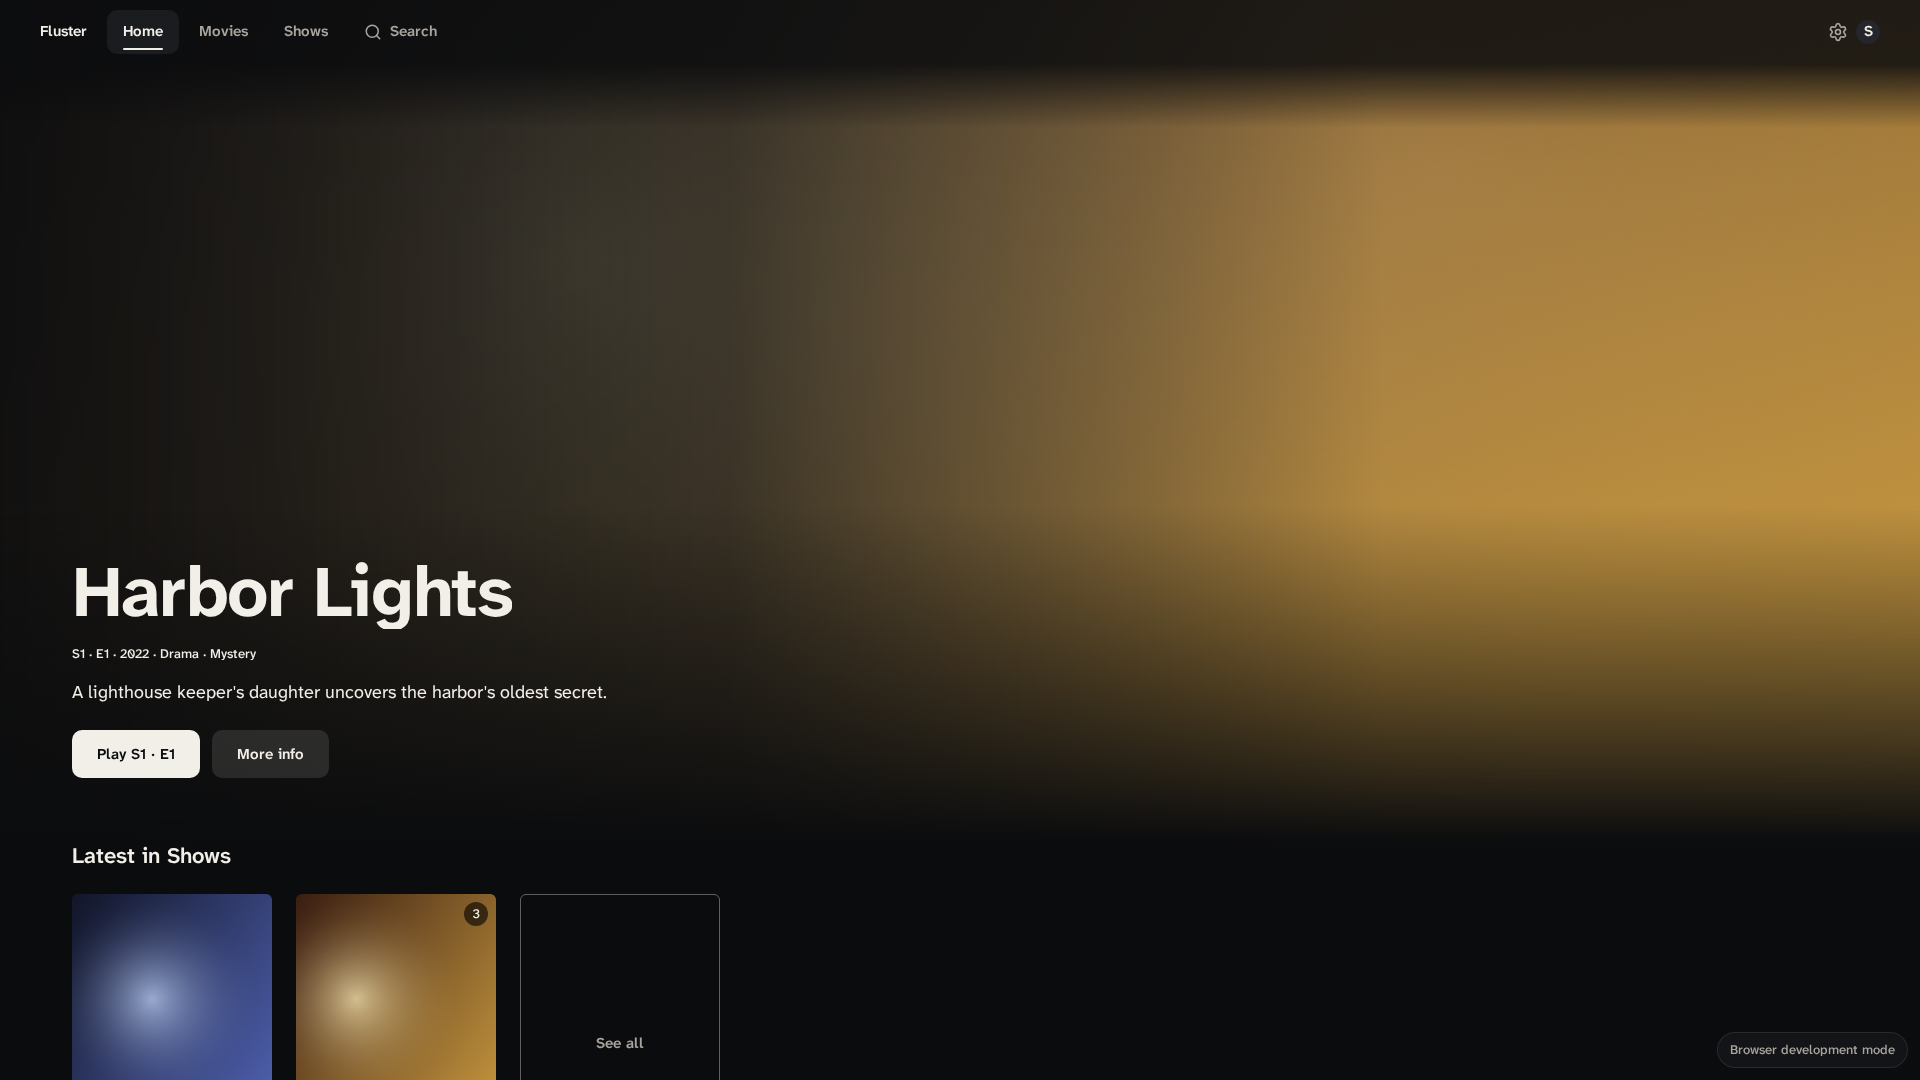 Fluster Home Movies Shows Search S
Harbor Lights
S1 · E1 · 2022 · Drama · Mystery
A lighthouse keeper's daughter uncovers the harbor's oldest secret.
Play S1 · E1 More info
Latest in Shows
3
See all
Browser development mode